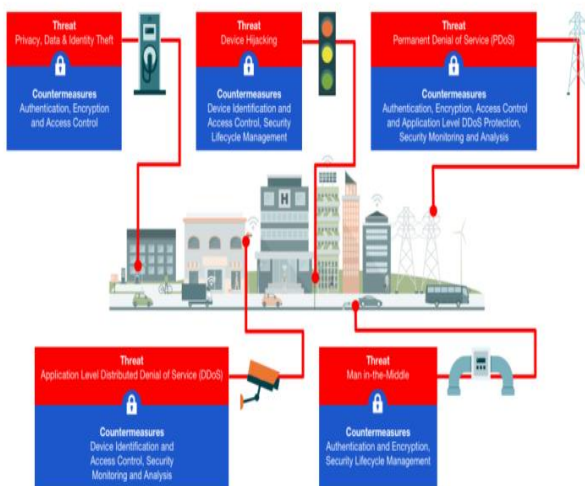 Threat
Privacy, Data & Identity Theft
Countermeasures
Authentication, Encryption
and Access Control
Threat
Device Hijacking
Countermeasures
Device Identification and
Access Control, Security
Lifecycle Management
Threat
Permanent Denial of Service (PDoS)
Countermeasures
Authentication, Encryption, Access Control
and Application Level DDoS Protection,
Security Monitoring and Analysis
H
Threat
Application Level Distributed Denial of Service (DDoS)
Countermeasures
Device Identification and
Access Control, Security
Monitoring and Analysis
Threat
Man in-the-Middle
Countermeasures
Authentication and Encryption,
Security Lifecycle Management